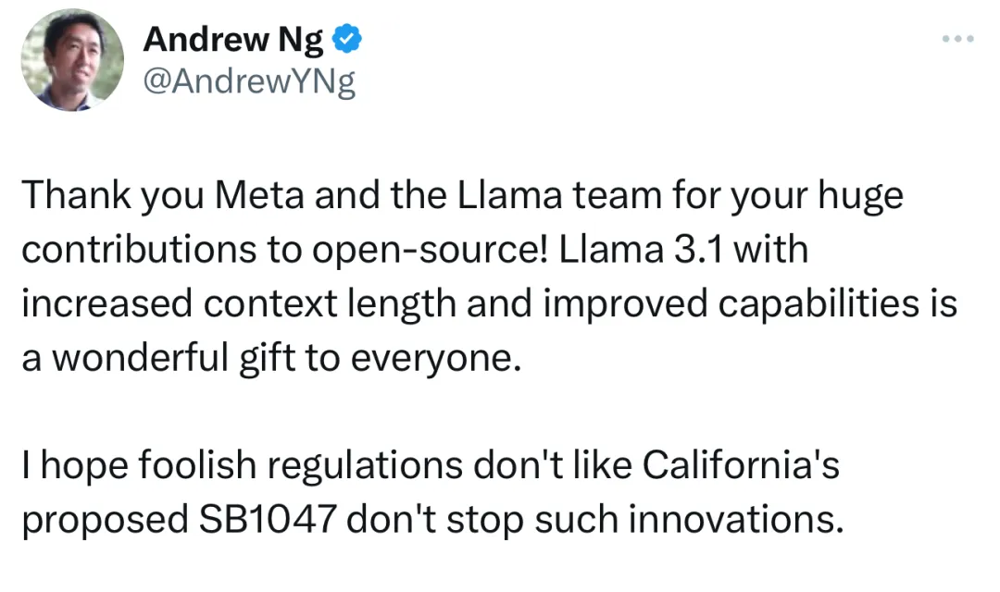 Andrew Ng
@AndrewYNg
Thank you Meta and the Llama team for your huge
contributions to open-source! Llama 3.1 with
increased context length and improved capabilities is
a wonderful gift to everyone.
I hope foolish regulations don't like California's
proposed SB1047 don't stop such innovations.